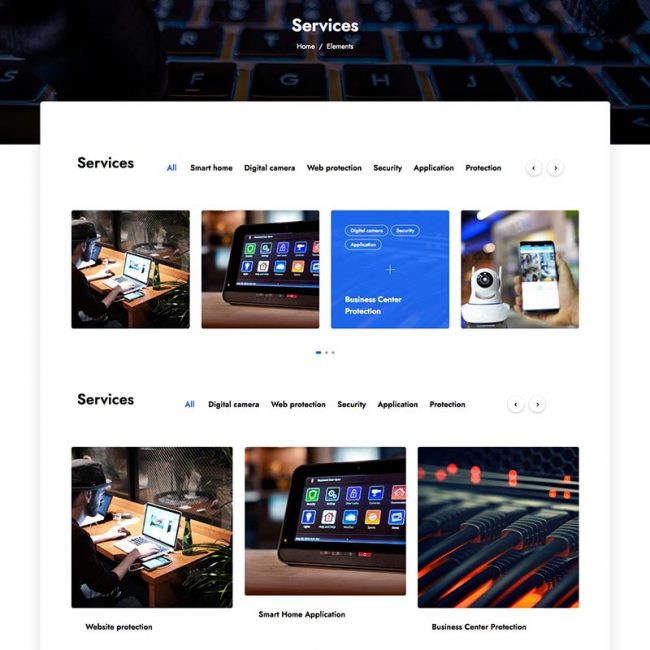 Services
Home / Elements
G H J K
Services
All Smart home Digital camera Web protection Security Application Protection
Digital camera Security
Application
Business Center
Protection
Services
All Digital camera Web protection Security Application Protection
Website protection
Smart Home Application
Business Center Protection